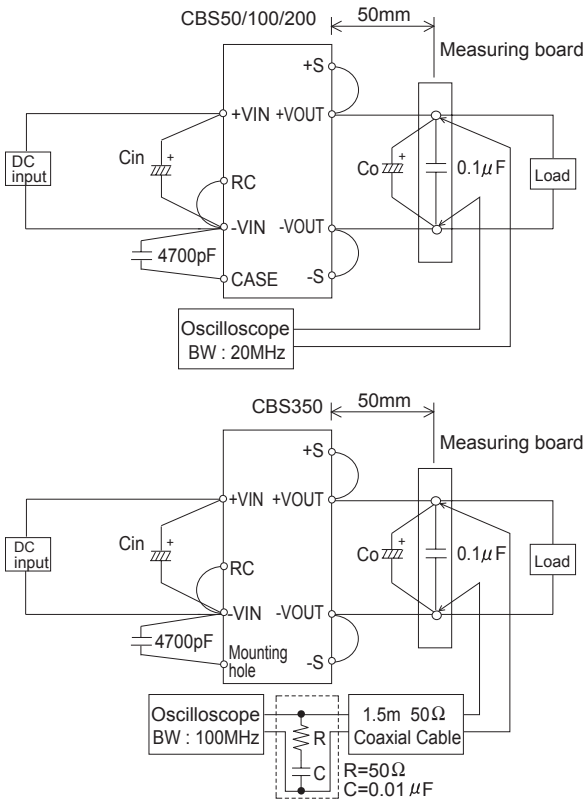 CBS50/100/200
50mm
Measuring board
+S
+VIN +VOUT
DC
input
Cin
+
Co
+
0.1μF
Load
RC
-VIN -VOUT
4700pF
CASE
-S
Oscilloscope
BW : 20MHz
CBS350
50mm
Measuring board
+S
+VIN +VOUT
DC
input
Cin
+
Co
+
0.1μF
Load
RC
-VIN -VOUT
4700pF
Mounting
hole
-S
Oscilloscope
BW : 100MHz
R
C
1.5m 50Ω
Coaxial Cable
R=50Ω
C=0.01 μF